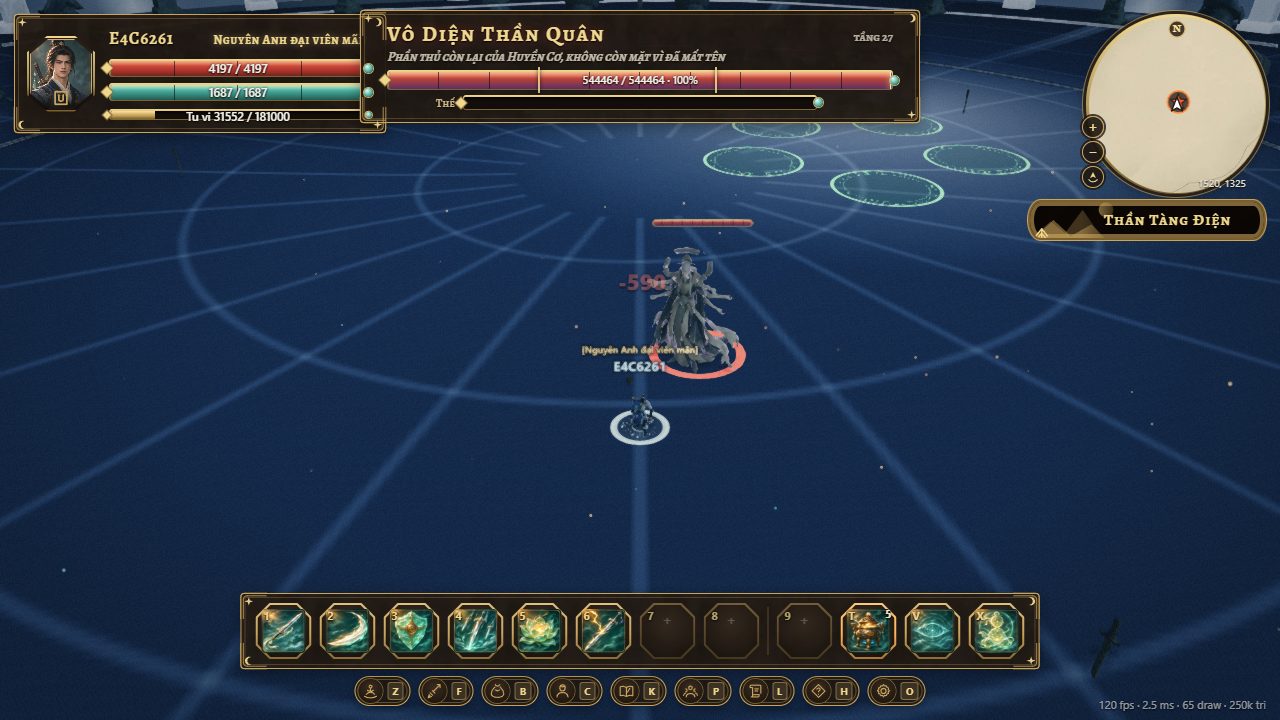 E4C6261
Nguyên Anh đại viên mã
4197 / 4197
1687 / 1687
Tu vi 31552 / 181000
U
Vô Diện Thần Quân
Tầng 27
Phần thủ còn lại của Huyền Cơ, không còn mặt vì đã mất tên
544464 / 544464 · 100%
Thế
N
+
−
1520, 1325
Thần Tàng Điện
-590
[Nguyên Anh đại viên mãn]
E4C6261
1 2 3 4 5 6 7 8 9 T 5 V X
Z F B C K P L H O
120 fps · 2.5 ms · 65 draw · 250k tri